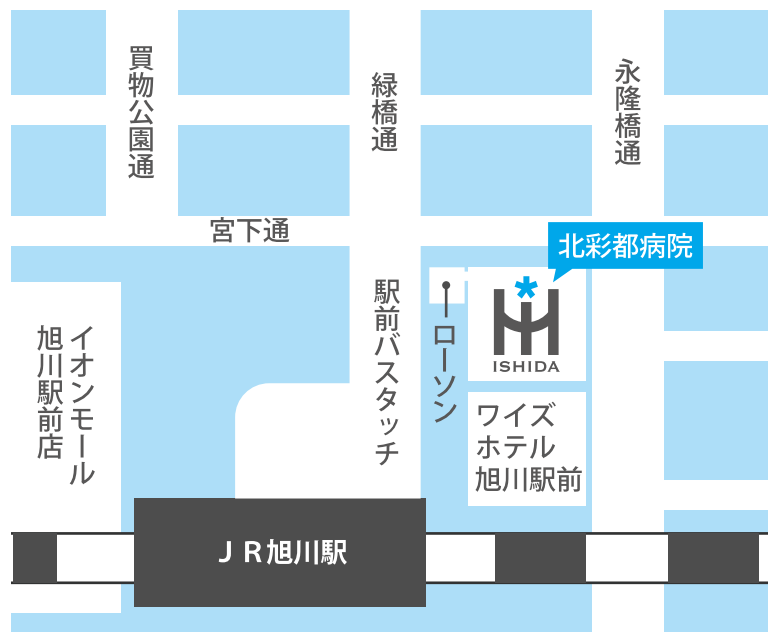 買物公園通
緑橋通
永隆橋通
宮下通
北彩都病院
ISHIDA
駅前バスタッチ
ローソン
イオンモール
旭川駅前店
ワイズ
ホテル
旭川駅前
ＪＲ旭川駅